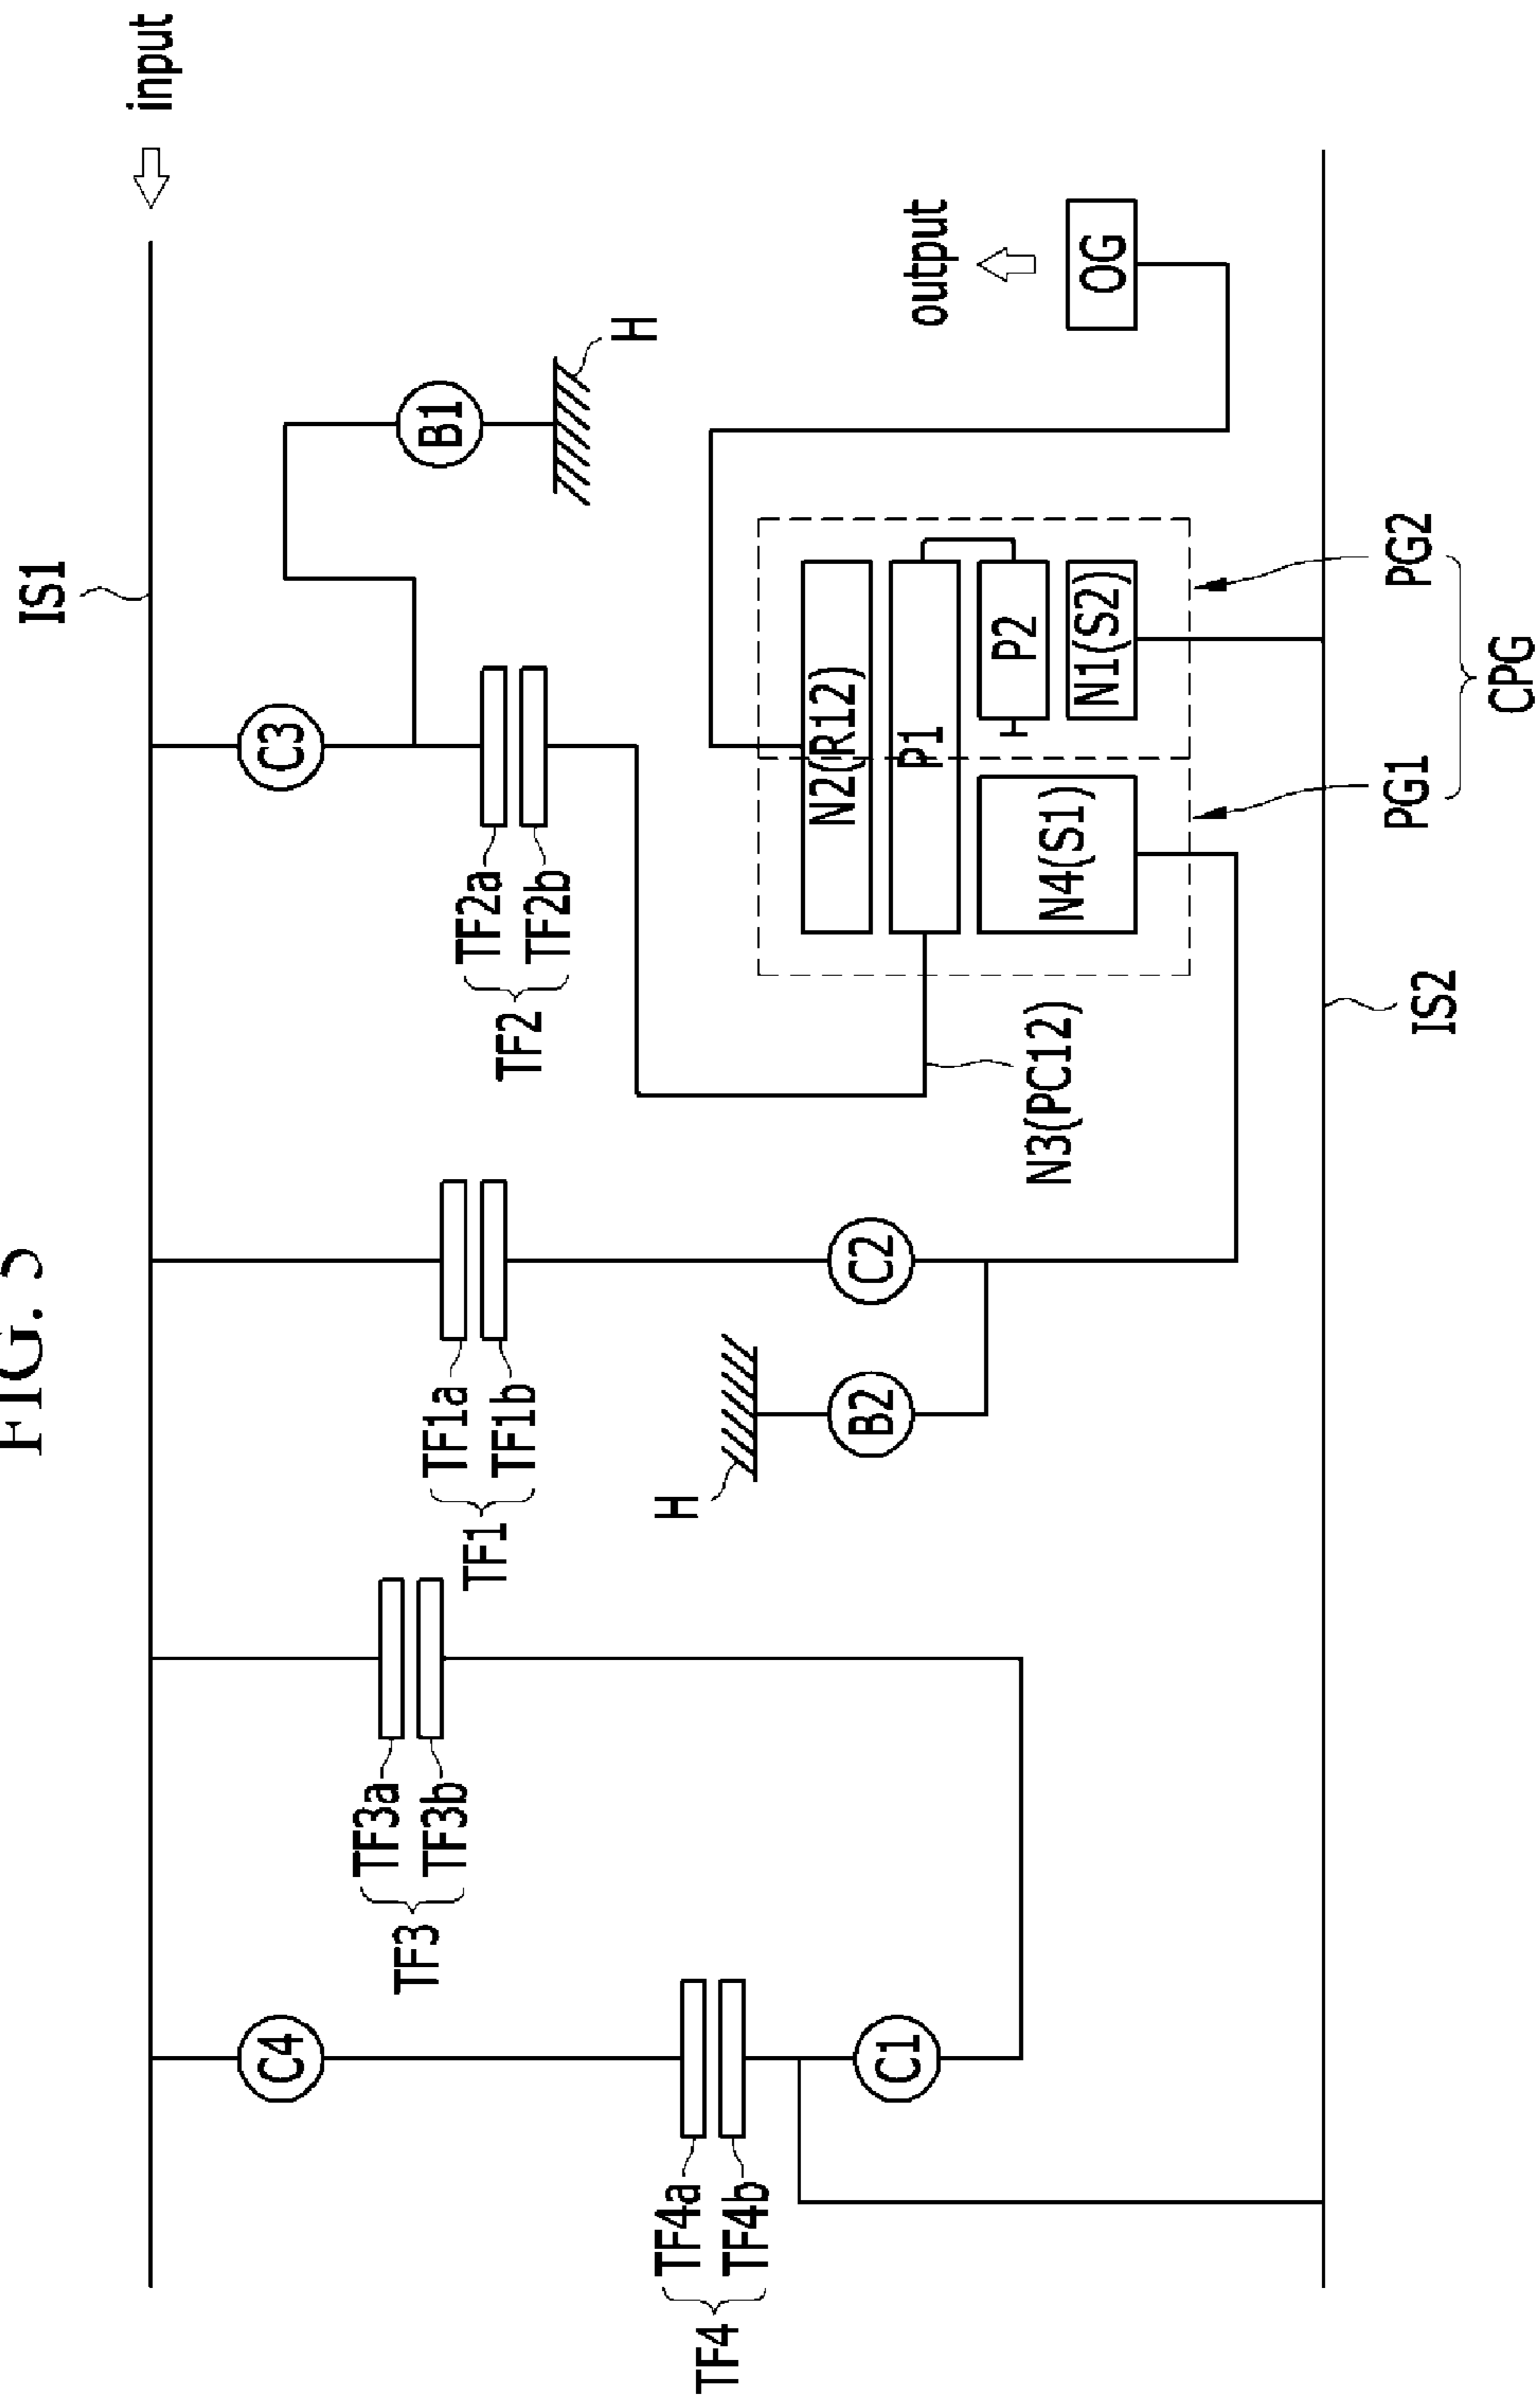 FIG.
input
IS1
C3
B1
H
TF2a
TF2b
TF2
TF1a
TF1b
TF1
TF3a
TF3b
TF3
C4
TF4a
TF4b
TF4
C1
H
B2
C2
N3(PC12)
N2(R12)
P1
P2
N4(S1)
N1(S2)
output
OG
PG1
PG2
CPG
IS2